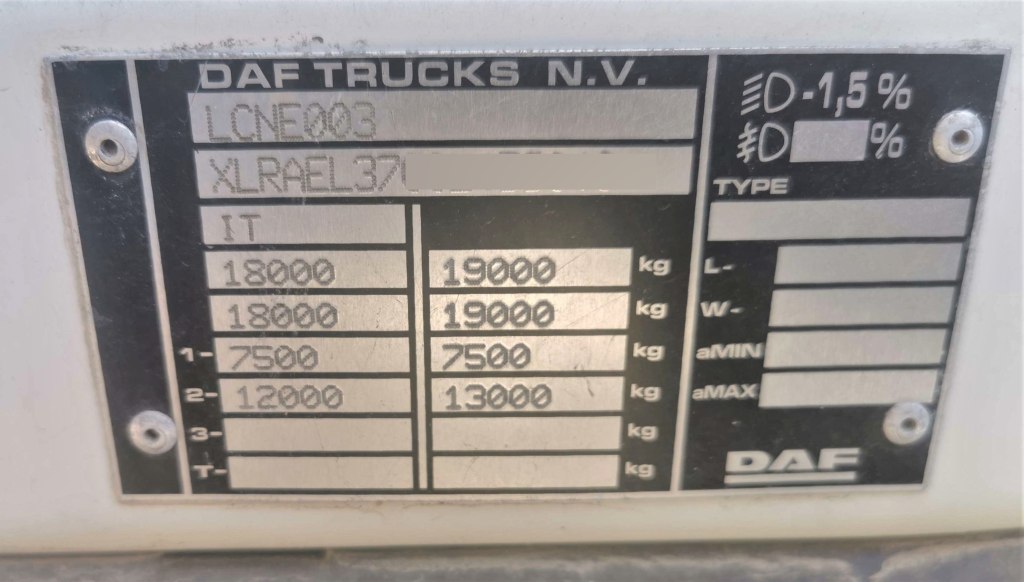 DAF TRUCKS N.V.
LCNE003
XLRAEL370
IT
18000 19000 kg
18000 19000 kg
1- 7500 7500 kg
2- 12000 13000 kg
3- kg
T- kg
-1,5 %
%
TYPE
L-
W-
aMIN
aMAX
DAF